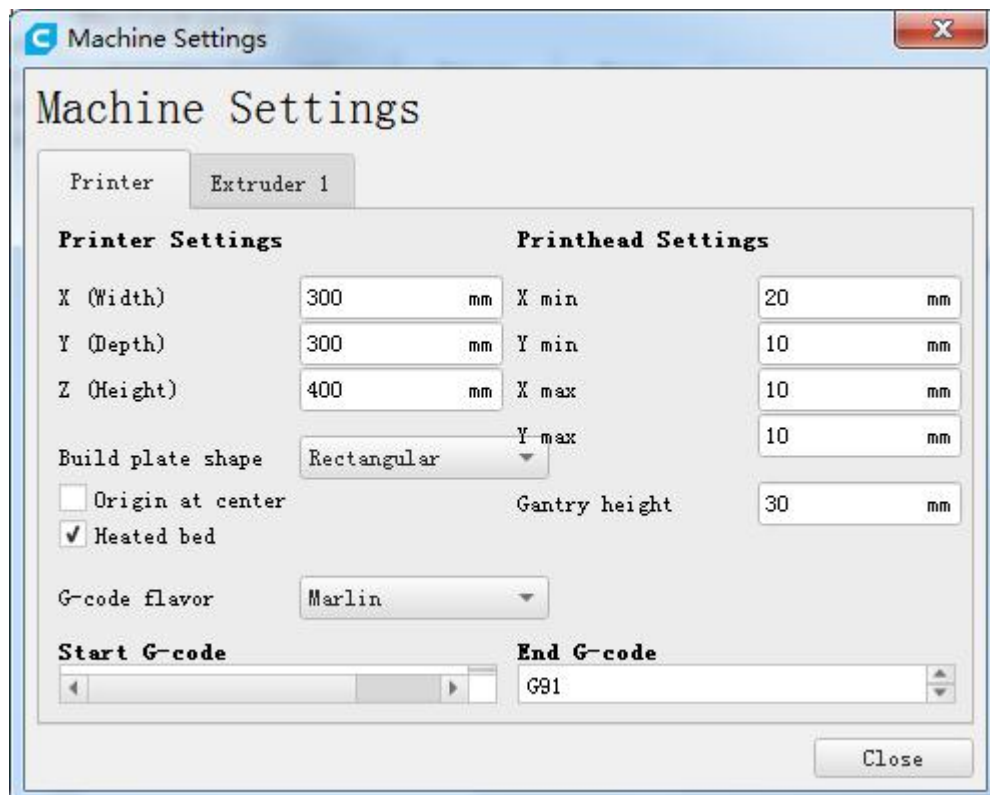 Machine Settings
Machine Settings
Printer
Extruder 1
Printer Settings
X (Width)
300 mm
Y (Depth)
300 mm
Z (Height)
400 mm
Build plate shape
Rectangular
Origin at center
Heated bed
G-code flavor
Marlin
Printhead Settings
X min
20 mm
Y min
10 mm
X max
10 mm
Y max
10 mm
Gantry height
30 mm
Start G-code
End G-code
G91
Close